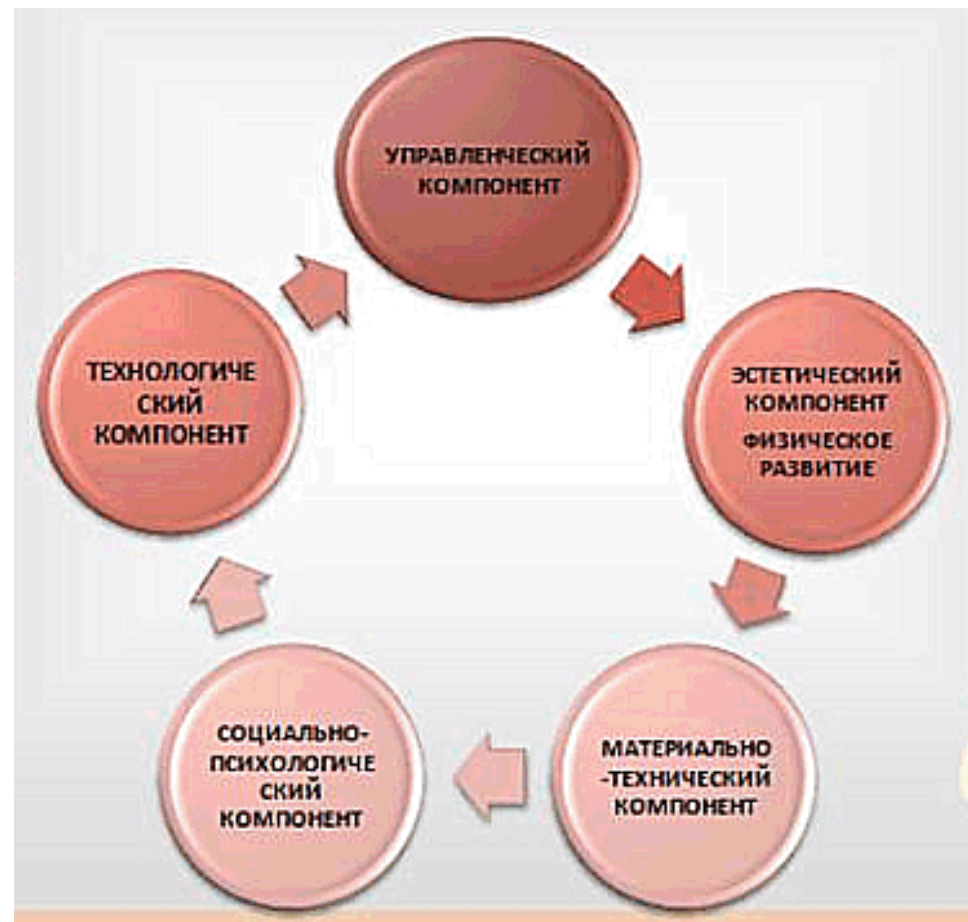 УПРАВЛЕНЧЕСКИЙ
КОМПОНЕНТ
ЭСТЕТИЧЕСКИЙ
КОМПОНЕНТ
ФИЗИЧЕСКОЕ
РАЗВИТИЕ
МАТЕРИАЛЬНО
-ТЕХНИЧЕСКИЙ
КОМПОНЕНТ
СОЦИАЛЬНО-
ПСИХОЛОГИЧЕ
СКИЙ
КОМПОНЕНТ
ТЕХНОЛОГИЧЕ
СКИЙ
КОМПОНЕНТ